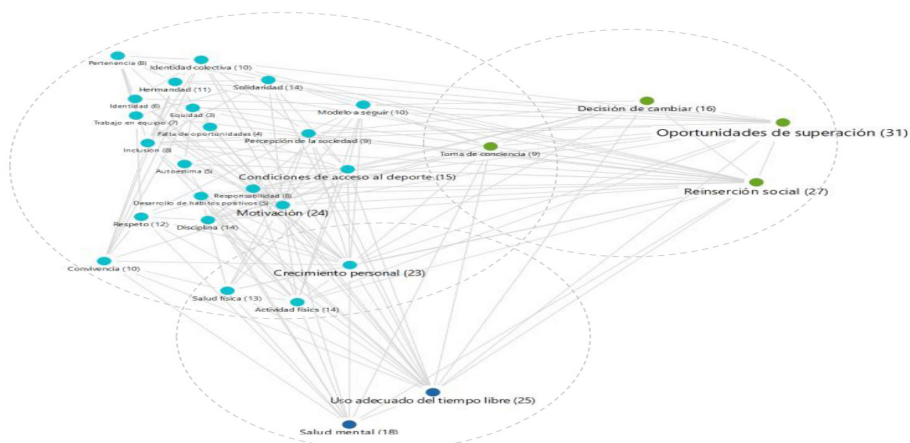 Pertenencia (8)
Identidad colectiva (10)
Hermandad (11)
Solidaridad (14)
Identidad (6)
Equidad (3)
Modelo a seguir (10)
Trabajo en equipo (7)
Falta de oportunidades (4)
Percepción de la sociedad (9)
Inclusión (8)
Autoestima (5)
Condiciones de acceso al deporte (15)
Responsabilidad (8)
Desarrollo de hábitos positivos (5)
Motivación (24)
Respeto (12)
Disciplina (14)
Convivencia (10)
Crecimiento personal (23)
Salud física (13)
Actividad física (14)
Decisión de cambiar (16)
Oportunidades de superación (31)
Toma de conciencia (9)
Reinserción social (27)
Uso adecuado del tiempo libre (25)
Salud mental (18)